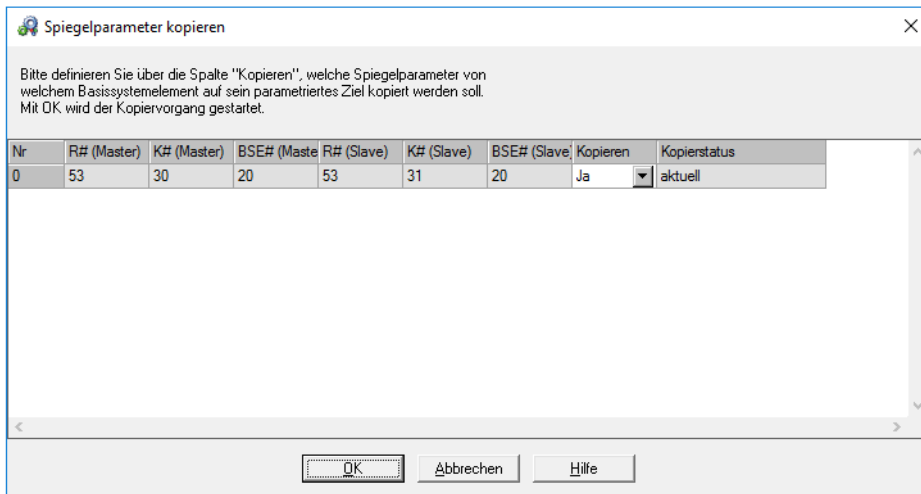 Spiegelparameter kopieren
Bitte definieren Sie über die Spalte "Kopieren", welche Spiegelparameter von
welchem Basissystemelement auf sein parametriertes Ziel kopiert werden soll.
Mit OK wird der Kopiervorgang gestartet.
Nr R# (Master) K# (Master) BSE# (Maste R# (Slave) K# (Slave) BSE# (Slave) Kopieren Kopierstatus
0 53 30 20 53 31 20 Ja aktuell
OK Abbrechen Hilfe